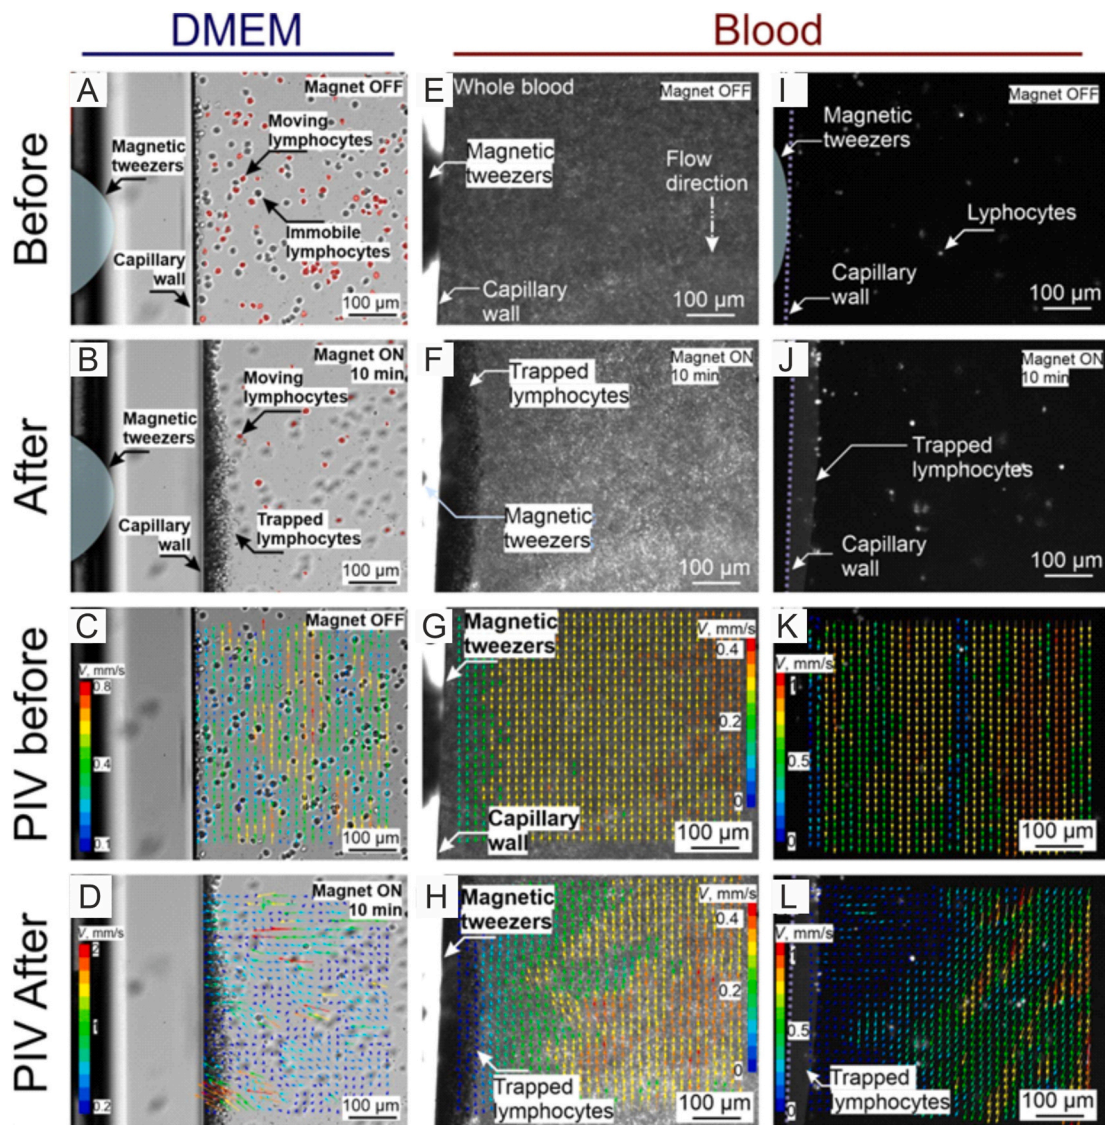 DMEM
Blood
Before
A
Magnet OFF
Moving
lymphocytes
Magnetic
tweezers
Immobile
lymphocytes
Capillary
wall
100 µm
E
Whole blood
Magnet OFF
Magnetic
tweezers
Flow
direction
Capillary
wall
100 µm
I
Magnet OFF
Magnetic
tweezers
Lyphocytes
Capillary
wall
100 µm
After
B
Magnet ON
10 min
Moving
lymphocytes
Magnetic
tweezers
Capillary
wall
Trapped
lymphocytes
100 µm
F
Trapped
lymphocytes
Magnet ON
10 min
Magnetic
tweezers
100 µm
J
Magnet ON
10 min
Trapped
lymphocytes
Capillary
wall
100 µm
PIV before
C
Magnet OFF
V, mm/s
0.8
0.4
0.1
100 µm
G
Magnetic
tweezers
V, mm/s
0.4
0.2
0
Capillary
wall
100 µm
K
V, mm/s
1
0.5
0
100 µm
PIV After
D
Magnet ON
10 min
V, mm/s
2
1
0.2
100 µm
H
Magnetic
tweezers
V, mm/s
0.4
0.2
0
Trapped
lymphocytes
100 µm
L
V, mm/s
1
0.5
0
Trapped
lymphocytes
100 µm